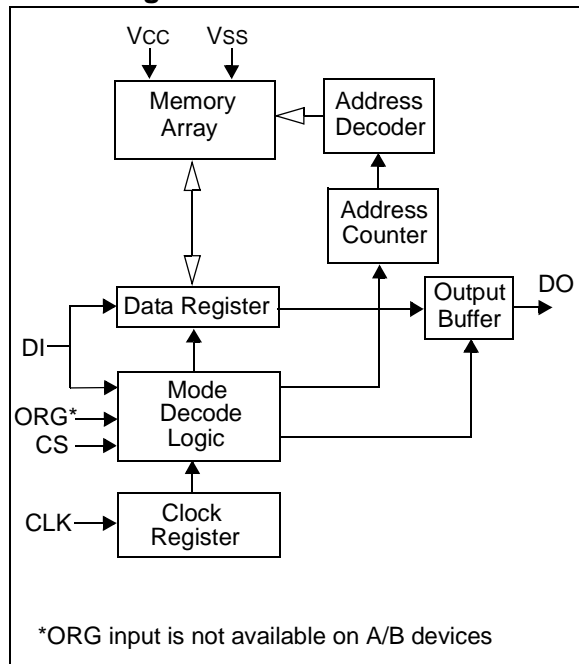 VCC
VSS
Memory
Array
Address
Decoder
Address
Counter
Data Register
Output
Buffer
DO
DI
Mode
Decode
Logic
ORG*
CS
CLK
Clock
Register
*ORG input is not available on A/B devices